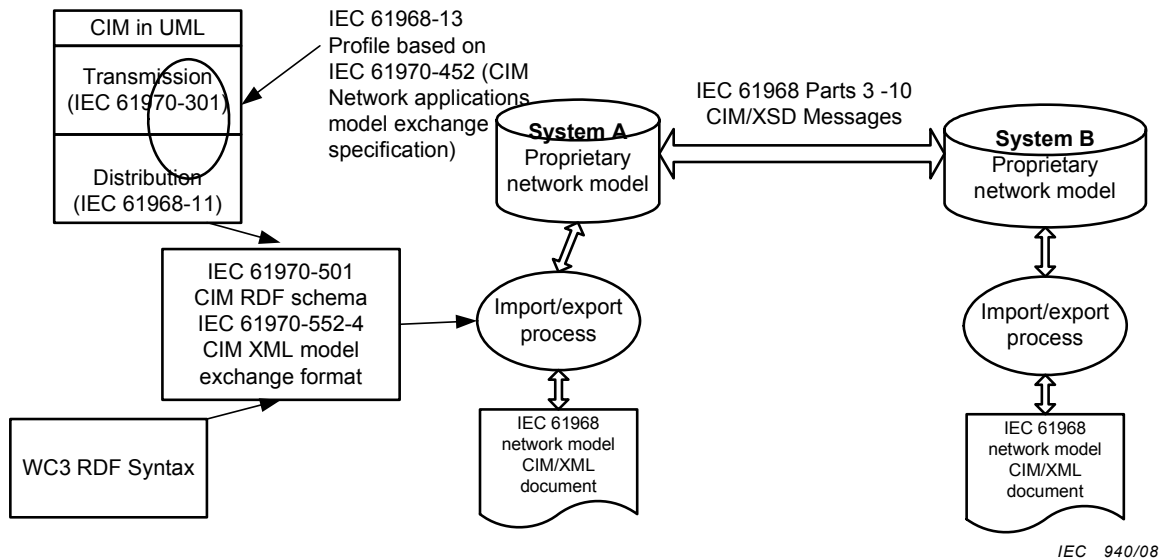 CIM in UML
Transmission
(IEC 61970-301)
Distribution
(IEC 61968-11)
IEC 61968-13
Profile based on
IEC 61970-452 (CIM
Network applications
model exchange
specification)
IEC 61970-501
CIM RDF schema
IEC 61970-552-4
CIM XML model
exchange format
WC3 RDF Syntax
System A
Proprietary
network model
IEC 61968 Parts 3 -10
CIM/XSD Messages
System B
Proprietary
network model
Import/export
process
Import/export
process
IEC 61968
network model
CIM/XML
document
IEC 61968
network model
CIM/XML
document
IEC 940/08